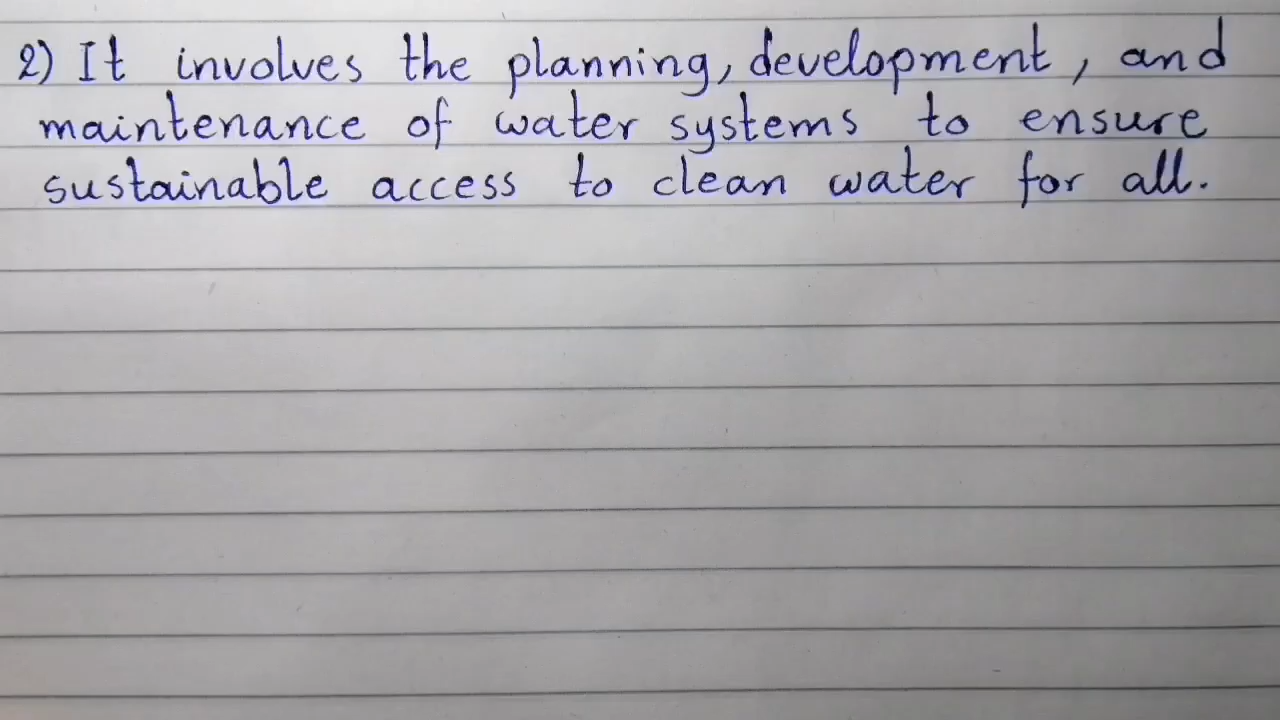 2) It involves the planning, development, and
maintenance of water systems to ensure
sustainable access to clean water for all.